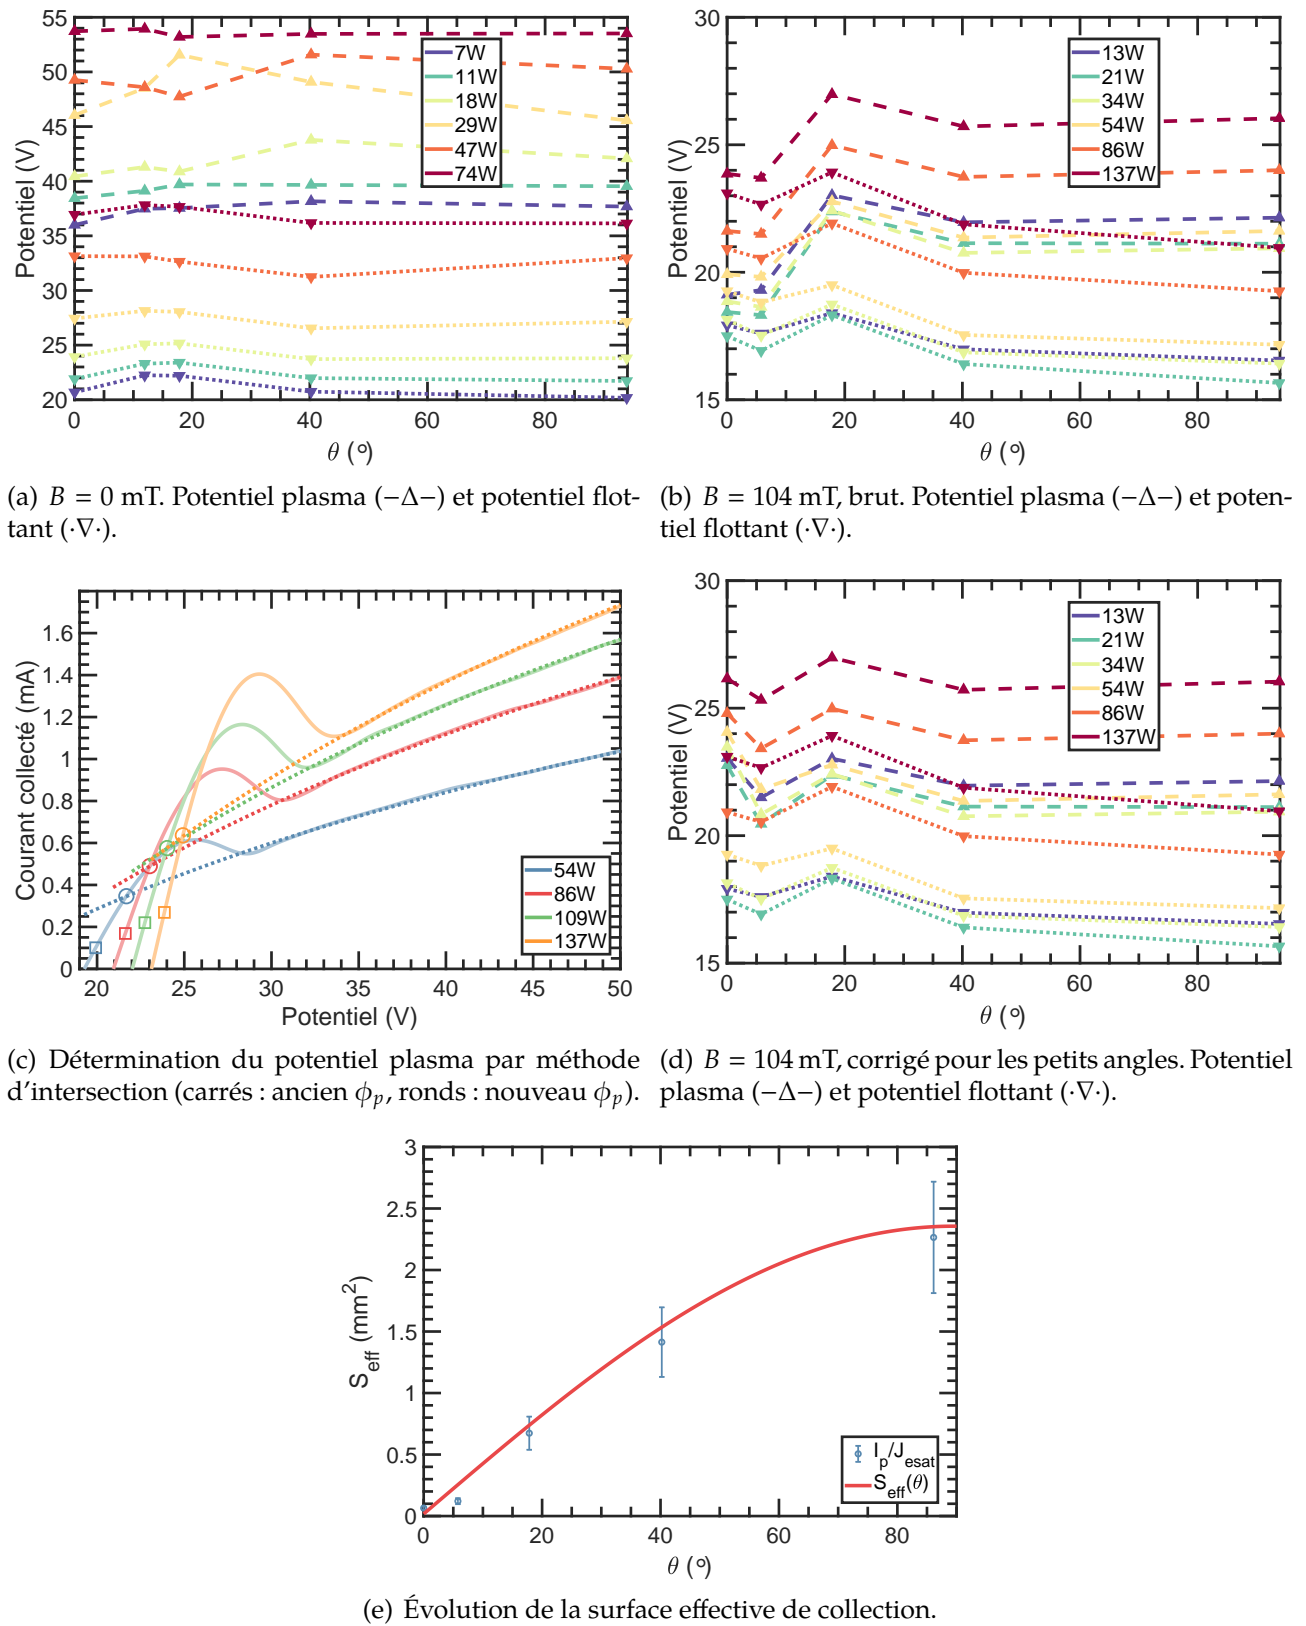 55
50
45
40
35
30
25
20
Potentiel (V)
0 20 40 60 80
θ (°)
7W
11W
18W
29W
47W
74W
30
25
20
15
Potentiel (V)
0 20 40 60 80
θ (°)
13W
21W
34W
54W
86W
137W
(a) B = 0 mT. Potentiel plasma (−Δ−) et potentiel flot-
tant (·∇·).
(b) B = 104 mT, brut. Potentiel plasma (−Δ−) et poten-
tiel flottant (·∇·).
1.6
1.4
1.2
1
0.8
0.6
0.4
0.2
0
Courant collecté (mA)
20 25 30 35 40 45 50
Potentiel (V)
54W
86W
109W
137W
30
25
20
15
Potentiel (V)
0 20 40 60 80
θ (°)
13W
21W
34W
54W
86W
137W
(c) Détermination du potentiel plasma par méthode
d'intersection (carrés : ancien ϕp, ronds : nouveau ϕp).
(d) B = 104 mT, corrigé pour les petits angles. Potentiel
plasma (−Δ−) et potentiel flottant (·∇·).
3
2.5
2
1.5
1
0.5
0
Seff (mm²)
0 20 40 60 80
θ (°)
Ip/Jesat
Seff(θ)
(e) Évolution de la surface effective de collection.